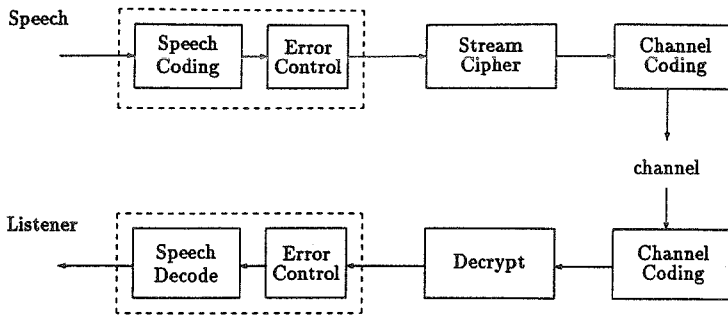 Speech
Speech
Coding
Error
Control
Stream
Cipher
Channel
Coding
channel
Listener
Speech
Decode
Error
Control
Decrypt
Channel
Coding